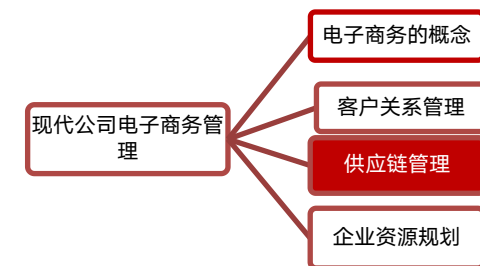 电子商务的概念
客户关系管理
现代公司电子商务管
理
供应链管理
企业资源规划